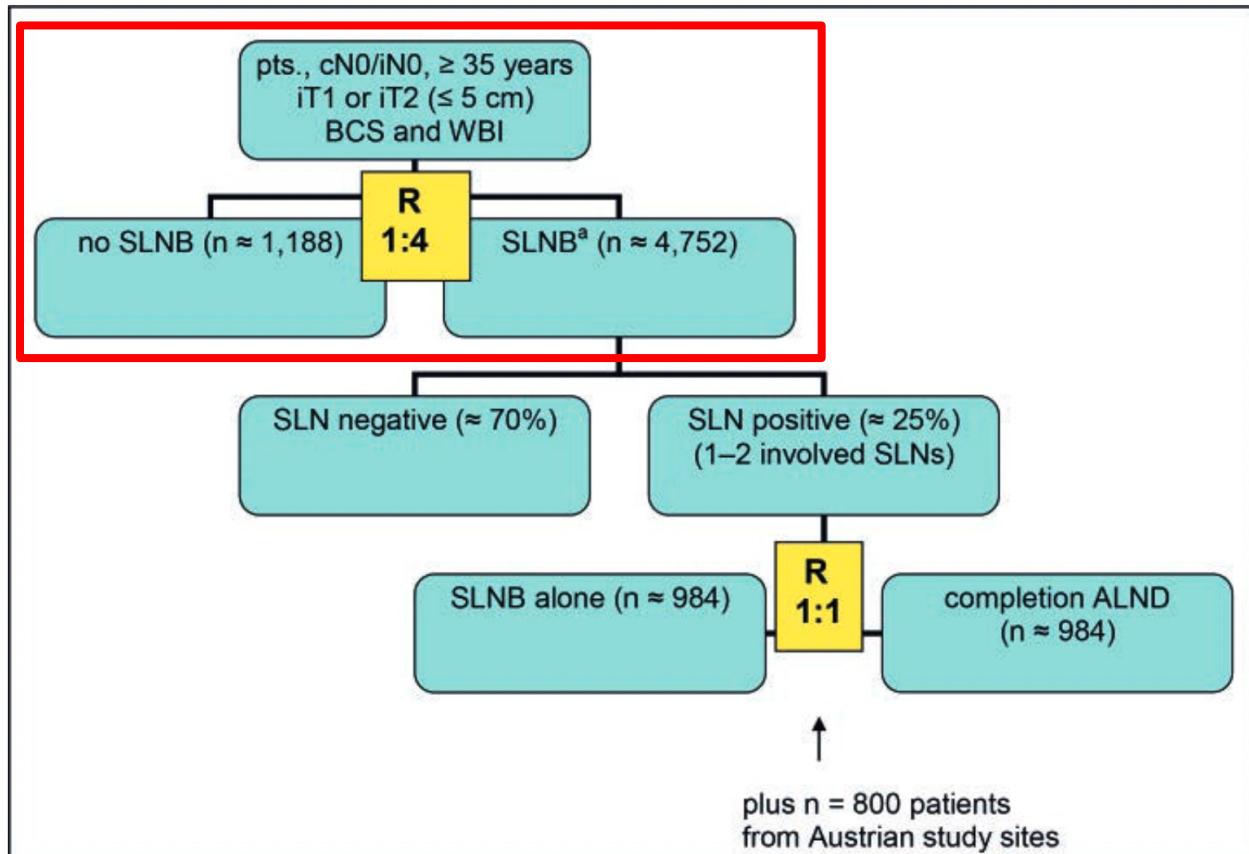 pts., cN0/iN0, ≥ 35 years
iT1 or iT2 (≤ 5 cm)
BCS and WBI
R
1:4
no SLNB (n ≈ 1,188)
SLNBᵃ (n ≈ 4,752)
SLN negative (≈ 70%)
SLN positive (≈ 25%)
(1–2 involved SLNs)
R
1:1
SLNB alone (n ≈ 984)
completion ALND
(n ≈ 984)
plus n = 800 patients
from Austrian study sites